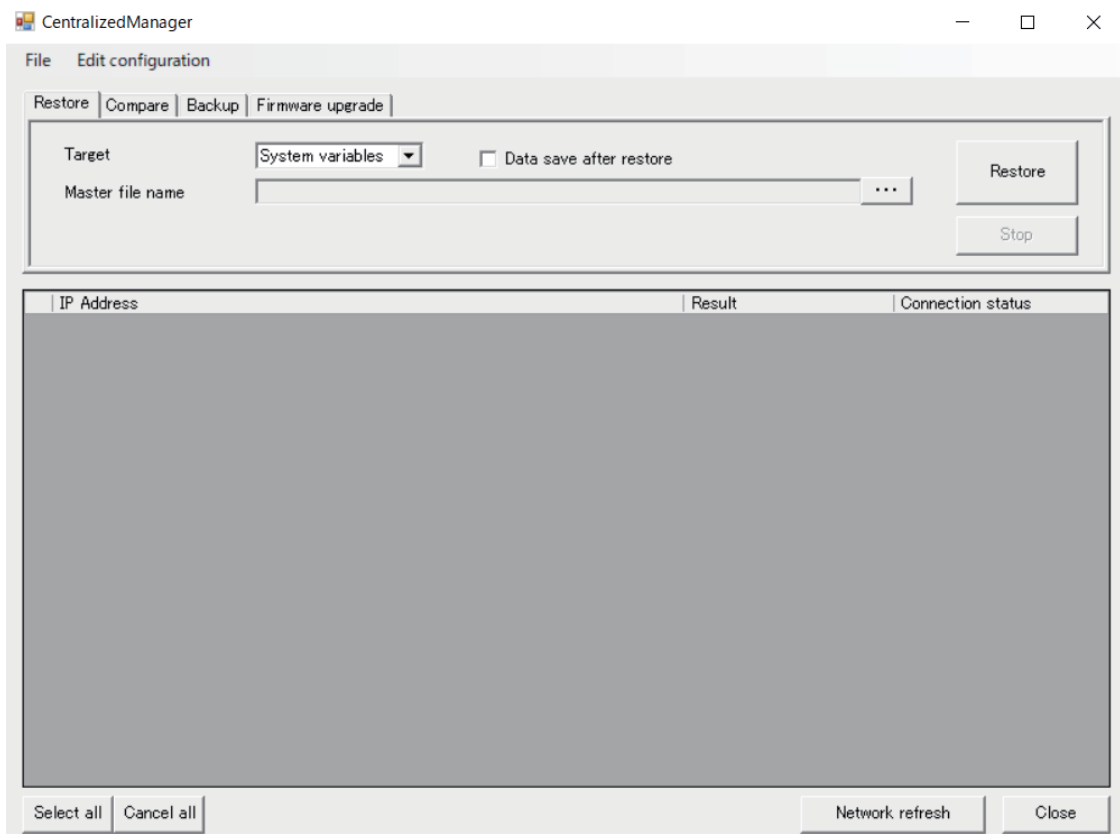 CentralizedManager
File Edit configuration
Restore Compare Backup Firmware upgrade
Target System variables Data save after restore Restore
Master file name ...
Stop
IP Address Result Connection status
Select all Cancel all Network refresh Close